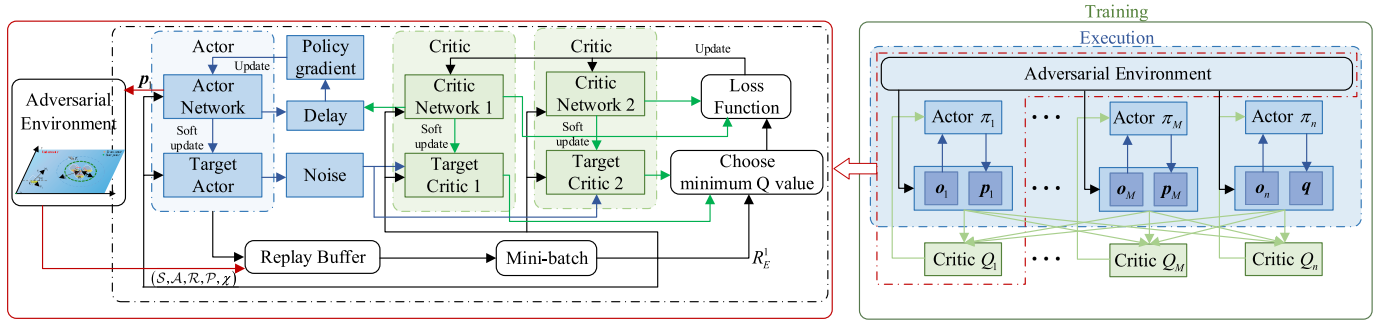 Training
Execution
Adversarial Environment
Actor π1
Actor πM
Actor πn
o1
p1
oM
pM
on
q
Critic Q1
Critic QM
Critic Qn
Actor
Update
Policy
gradient
Actor
Network
Delay
Soft
update
Target
Actor
Noise
p1
Adversarial
Environment
Critic
Critic
Network 1
Soft
update
Target
Critic 1
Critic
Critic
Network 2
Soft
update
Target
Critic 2
Update
Loss
Function
Choose
minimum Q value
Replay Buffer
Mini-batch
R_E^1
(S, A, R, P, χ)